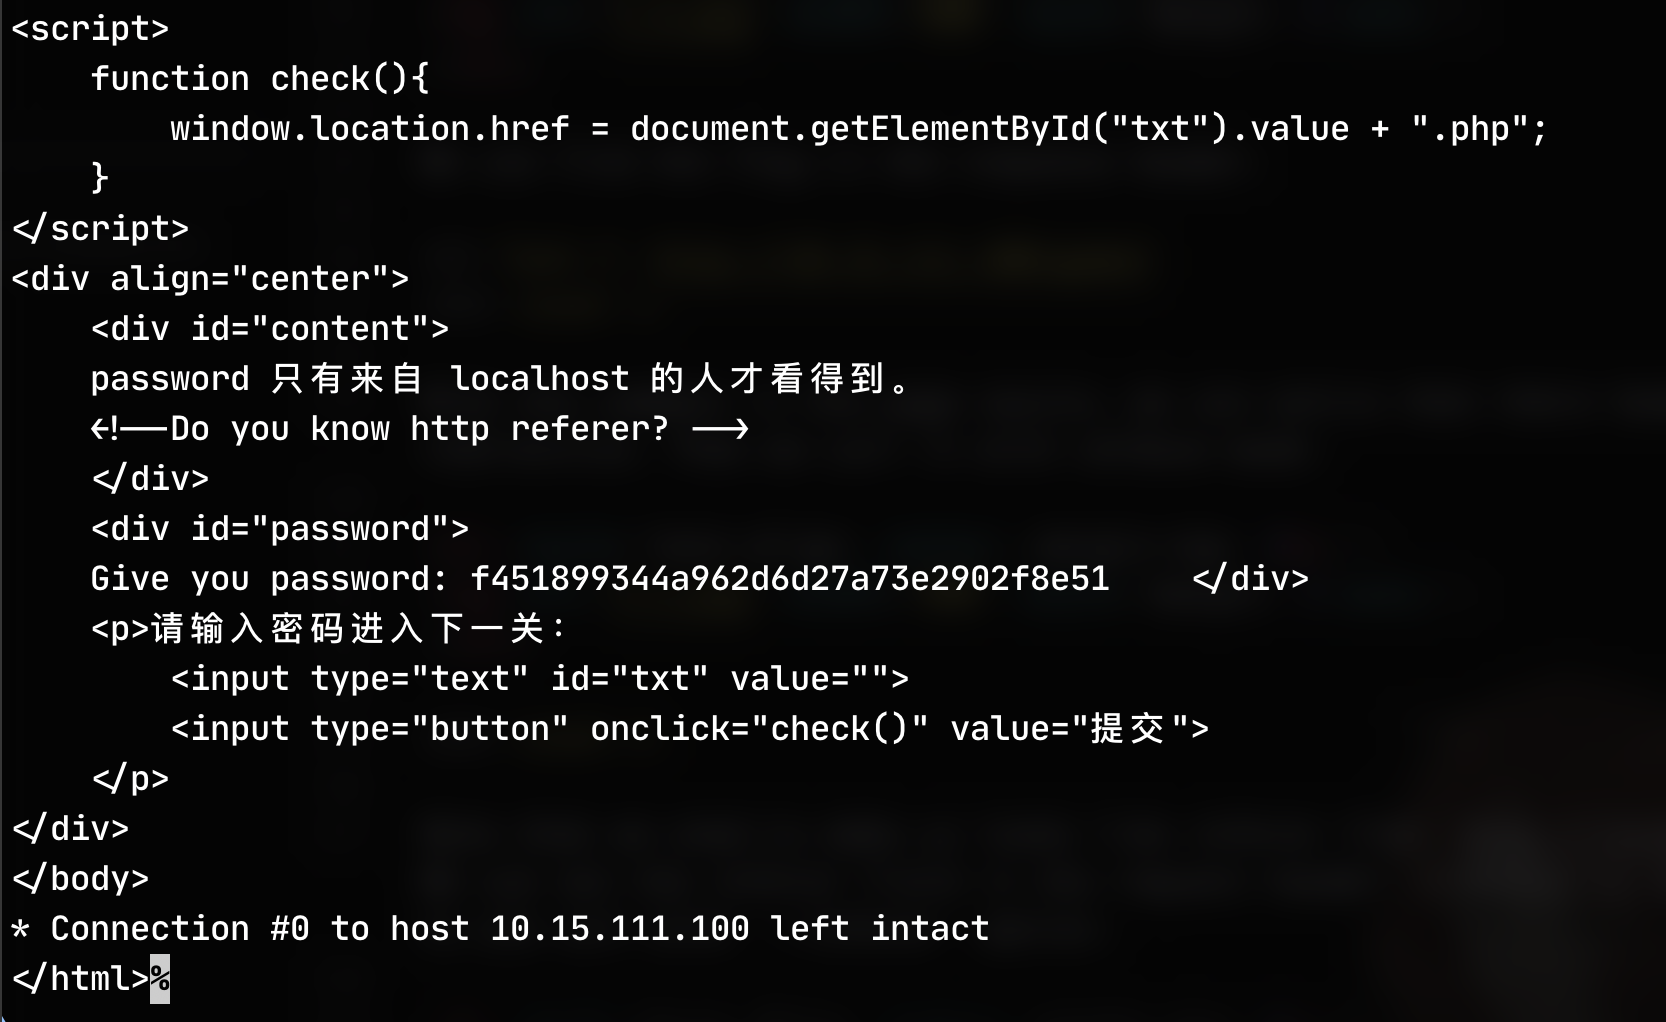 <script>
    function check(){
        window.location.href = document.getElementById("txt").value + ".php";
    }
</script>
<div align="center">
    <div id="content">
    password 只有来自 localhost 的人才看得到。
    <!--Do you know http referer? -->
    </div>
    <div id="password">
    Give you password: f451899344a962d6d27a73e2902f8e51    </div>
    <p>请输入密码进入下一关：
        <input type="text" id="txt" value="">
        <input type="button" onclick="check()" value="提交">
    </p>
</div>
</body>
* Connection #0 to host 10.15.111.100 left intact
</html>%